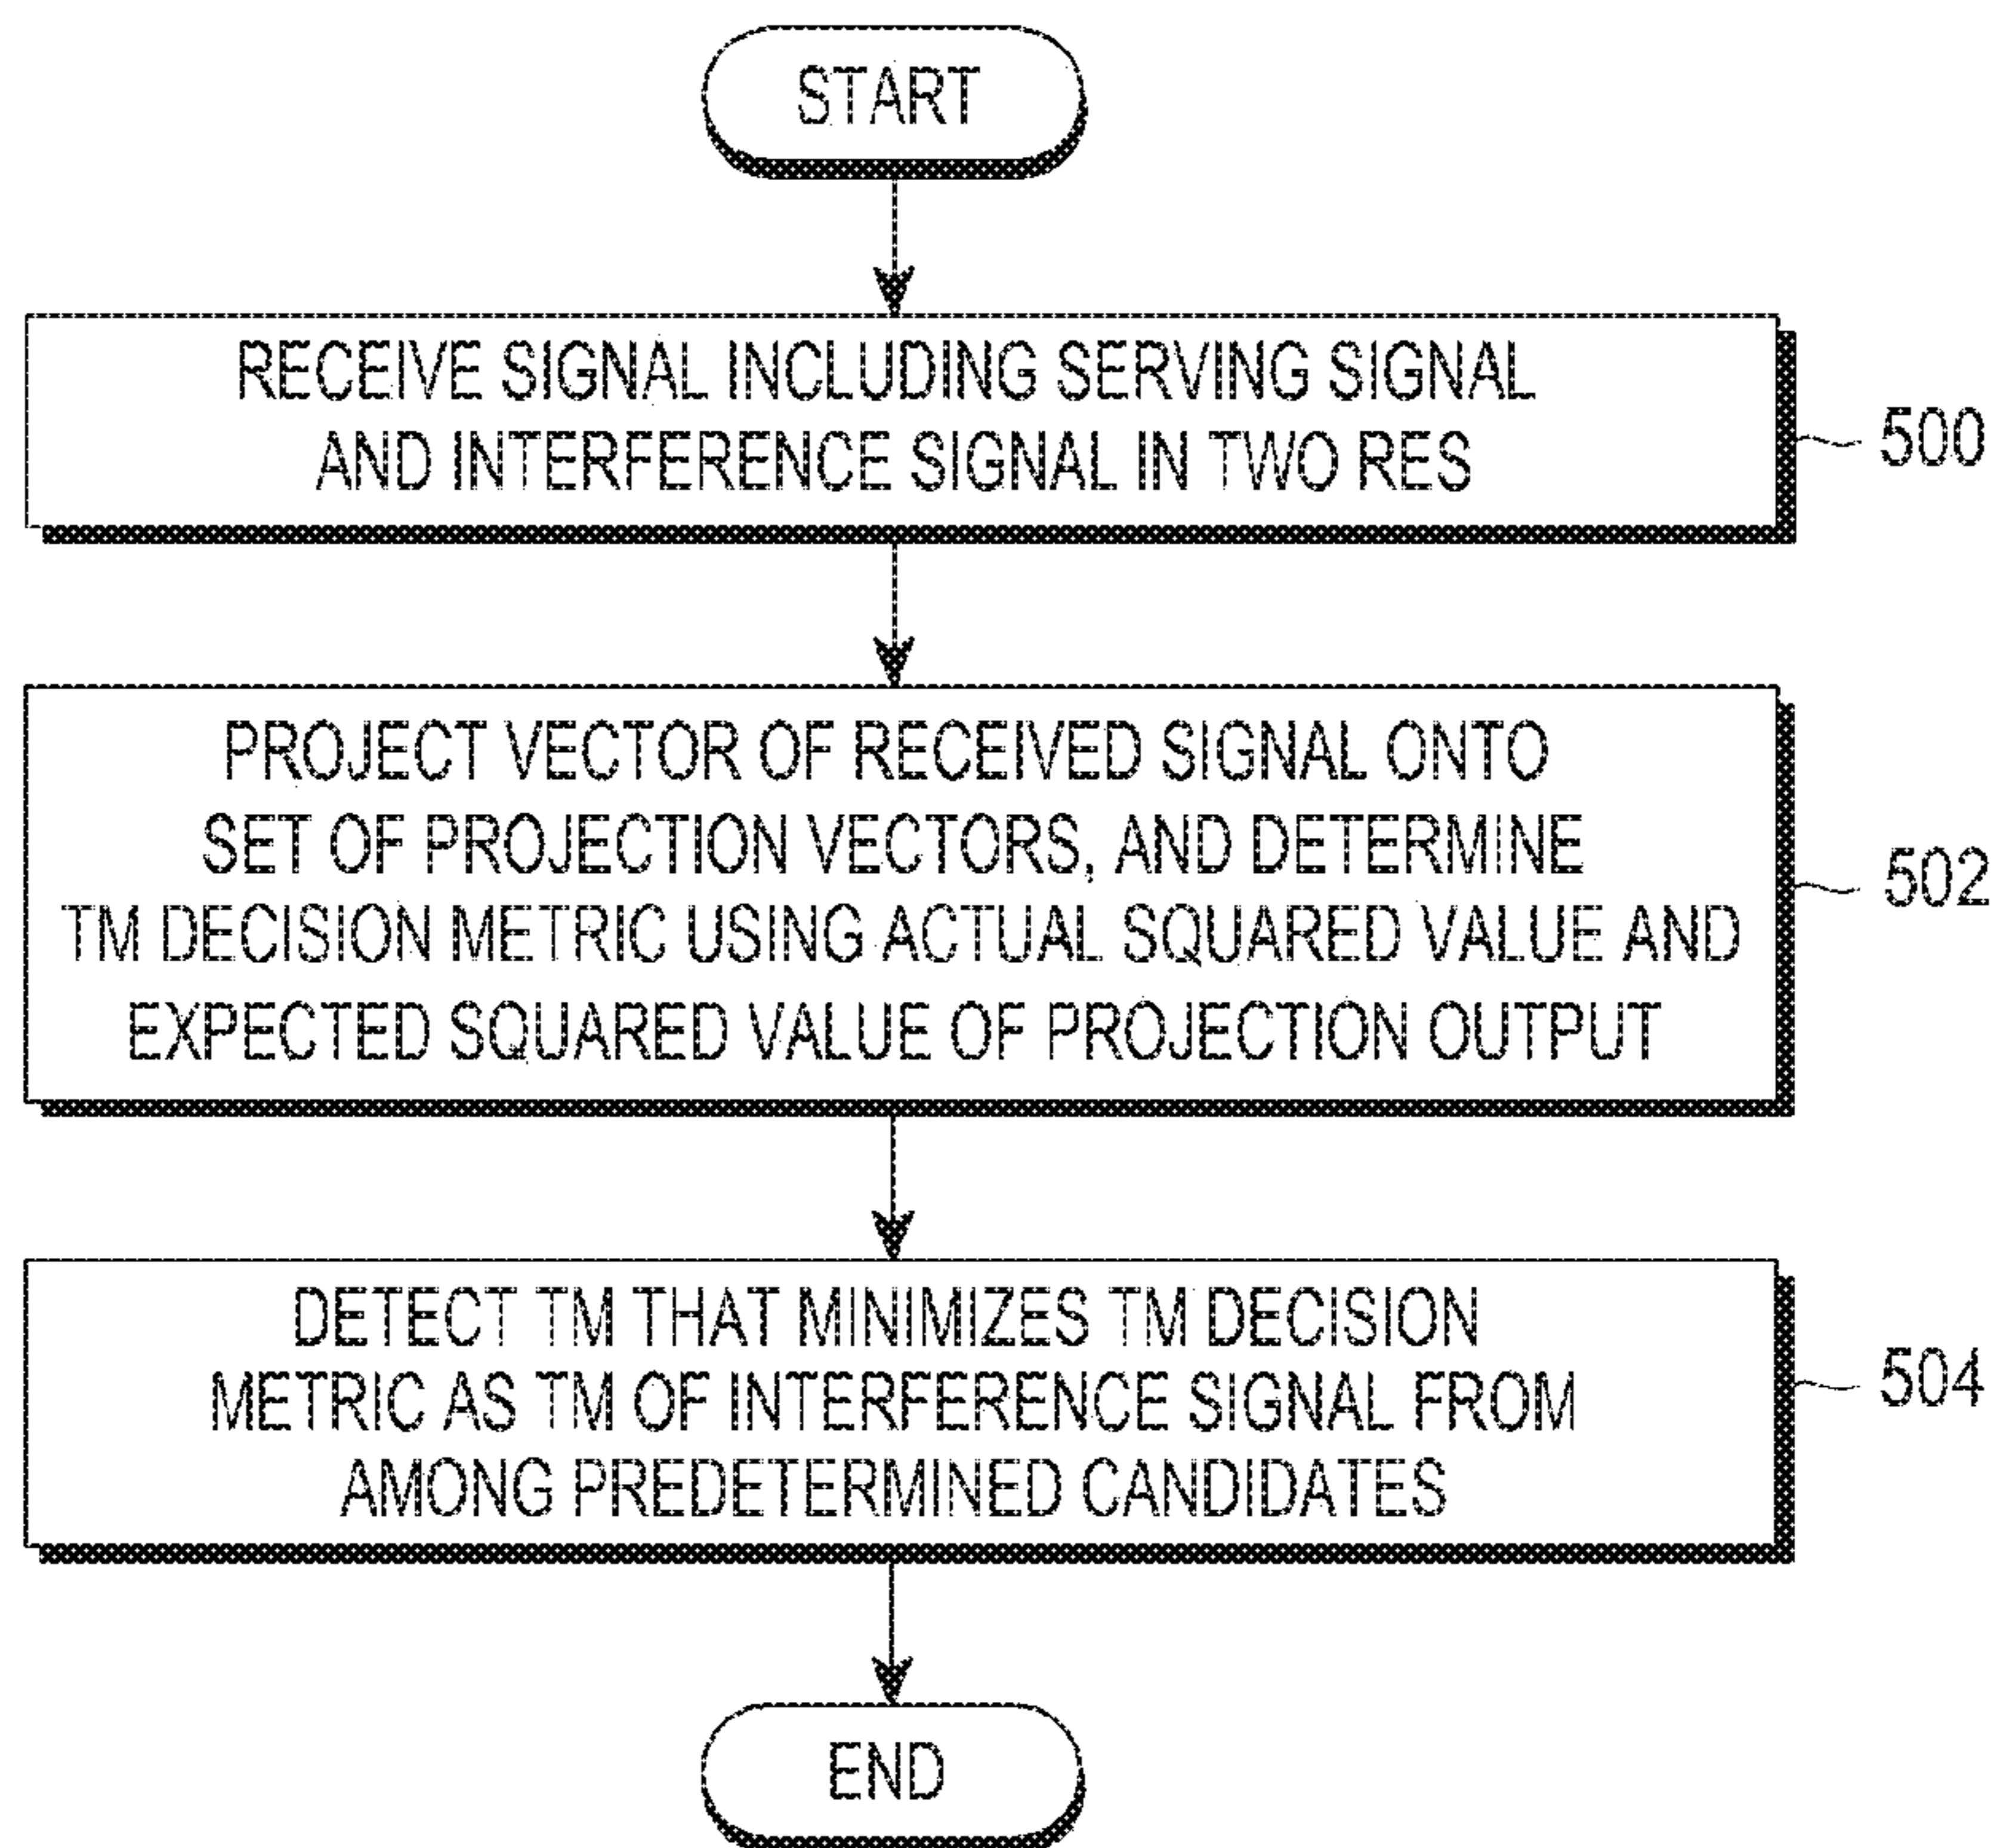 START
RECEIVE SIGNAL INCLUDING SERVING SIGNAL
AND INTERFERENCE SIGNAL IN TWO RES
500
PROJECT VECTOR OF RECEIVED SIGNAL ONTO
SET OF PROJECTION VECTORS, AND DETERMINE
TM DECISION METRIC USING ACTUAL SQUARED VALUE AND
EXPECTED SQUARED VALUE OF PROJECTION OUTPUT
502
DETECT TM THAT MINIMIZES TM DECISION
METRIC AS TM OF INTERFERENCE SIGNAL FROM
AMONG PREDETERMINED CANDIDATES
504
END